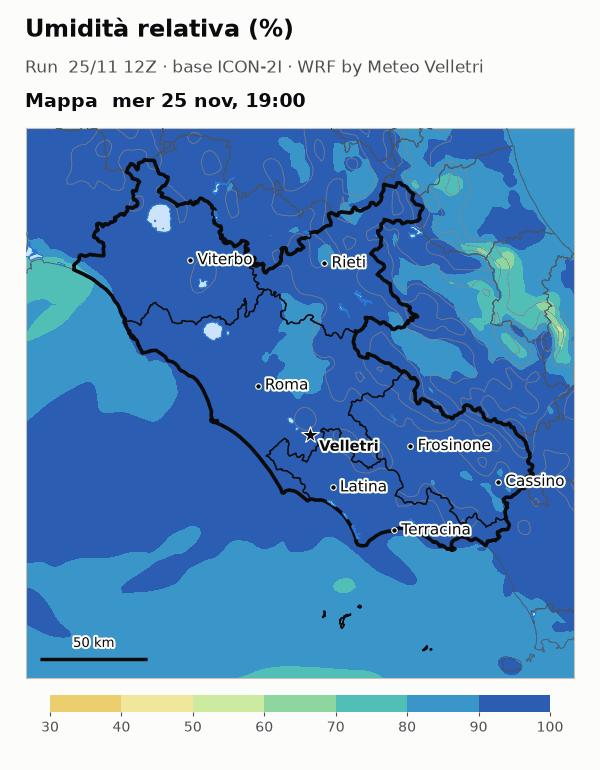 Umidità relativa (%)
Run  25/11 12Z · base ICON-2I · WRF by Meteo Velletri
Mappa  mer 25 nov, 19:00
Viterbo
Rieti
Roma
Velletri
Frosinone
Cassino
Latina
Terracina
50 km
30 40 50 60 70 80 90 100